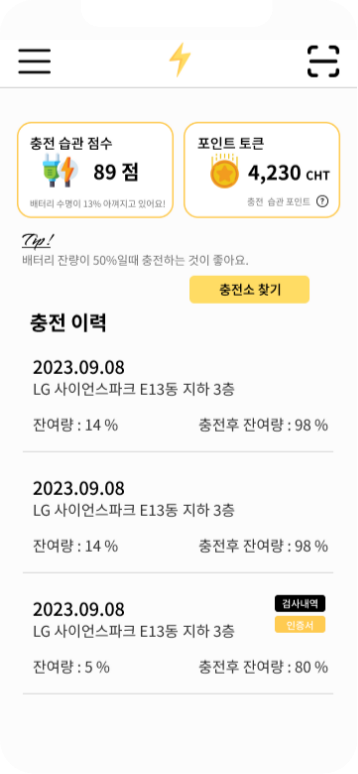 충전 습관 점수
89 점
배터리 수명이 13% 아껴지고 있어요!
포인트 토큰
4,230 CHT
충전 습관 포인트 ?
Tip!
배터리 잔량이 50%일때 충전하는 것이 좋아요.
충전소 찾기
충전 이력
2023.09.08
LG 사이언스파크 E13동 지하 3층
잔여량 : 14 % 충전후 잔여량 : 98 %
2023.09.08
LG 사이언스파크 E13동 지하 3층
잔여량 : 14 % 충전후 잔여량 : 98 %
2023.09.08
검사내역
LG 사이언스파크 E13동 지하 3층
인증서
잔여량 : 5 % 충전후 잔여량 : 80 %